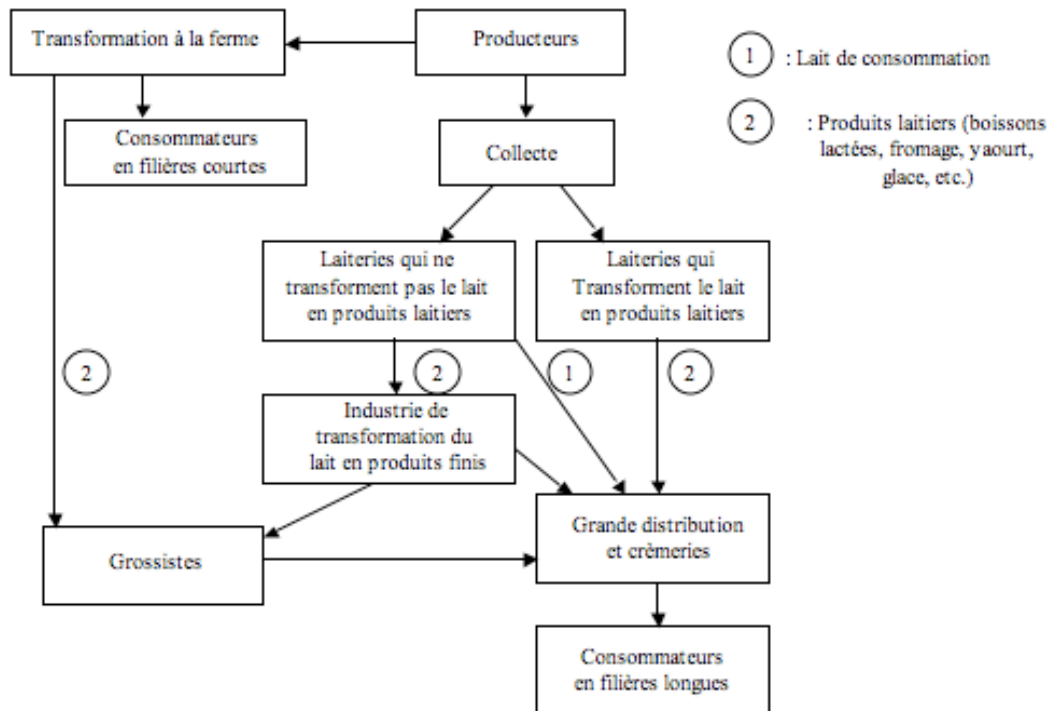 Transformation à la ferme
Producteurs
1 : Lait de consommation
Consommateurs
en filières courtes
Collecte
2 : Produits laitiers (boissons
lactées, fromage, yaourt,
glace, etc.)
Laiteries qui ne
transforment pas le lait
en produits laitiers
Laiteries qui
Transforment le lait
en produits laitiers
2
2
1
2
Industrie de
transformation du
lait en produits finis
Grossistes
Grande distribution
et crèmeries
Consommateurs
en filières longues